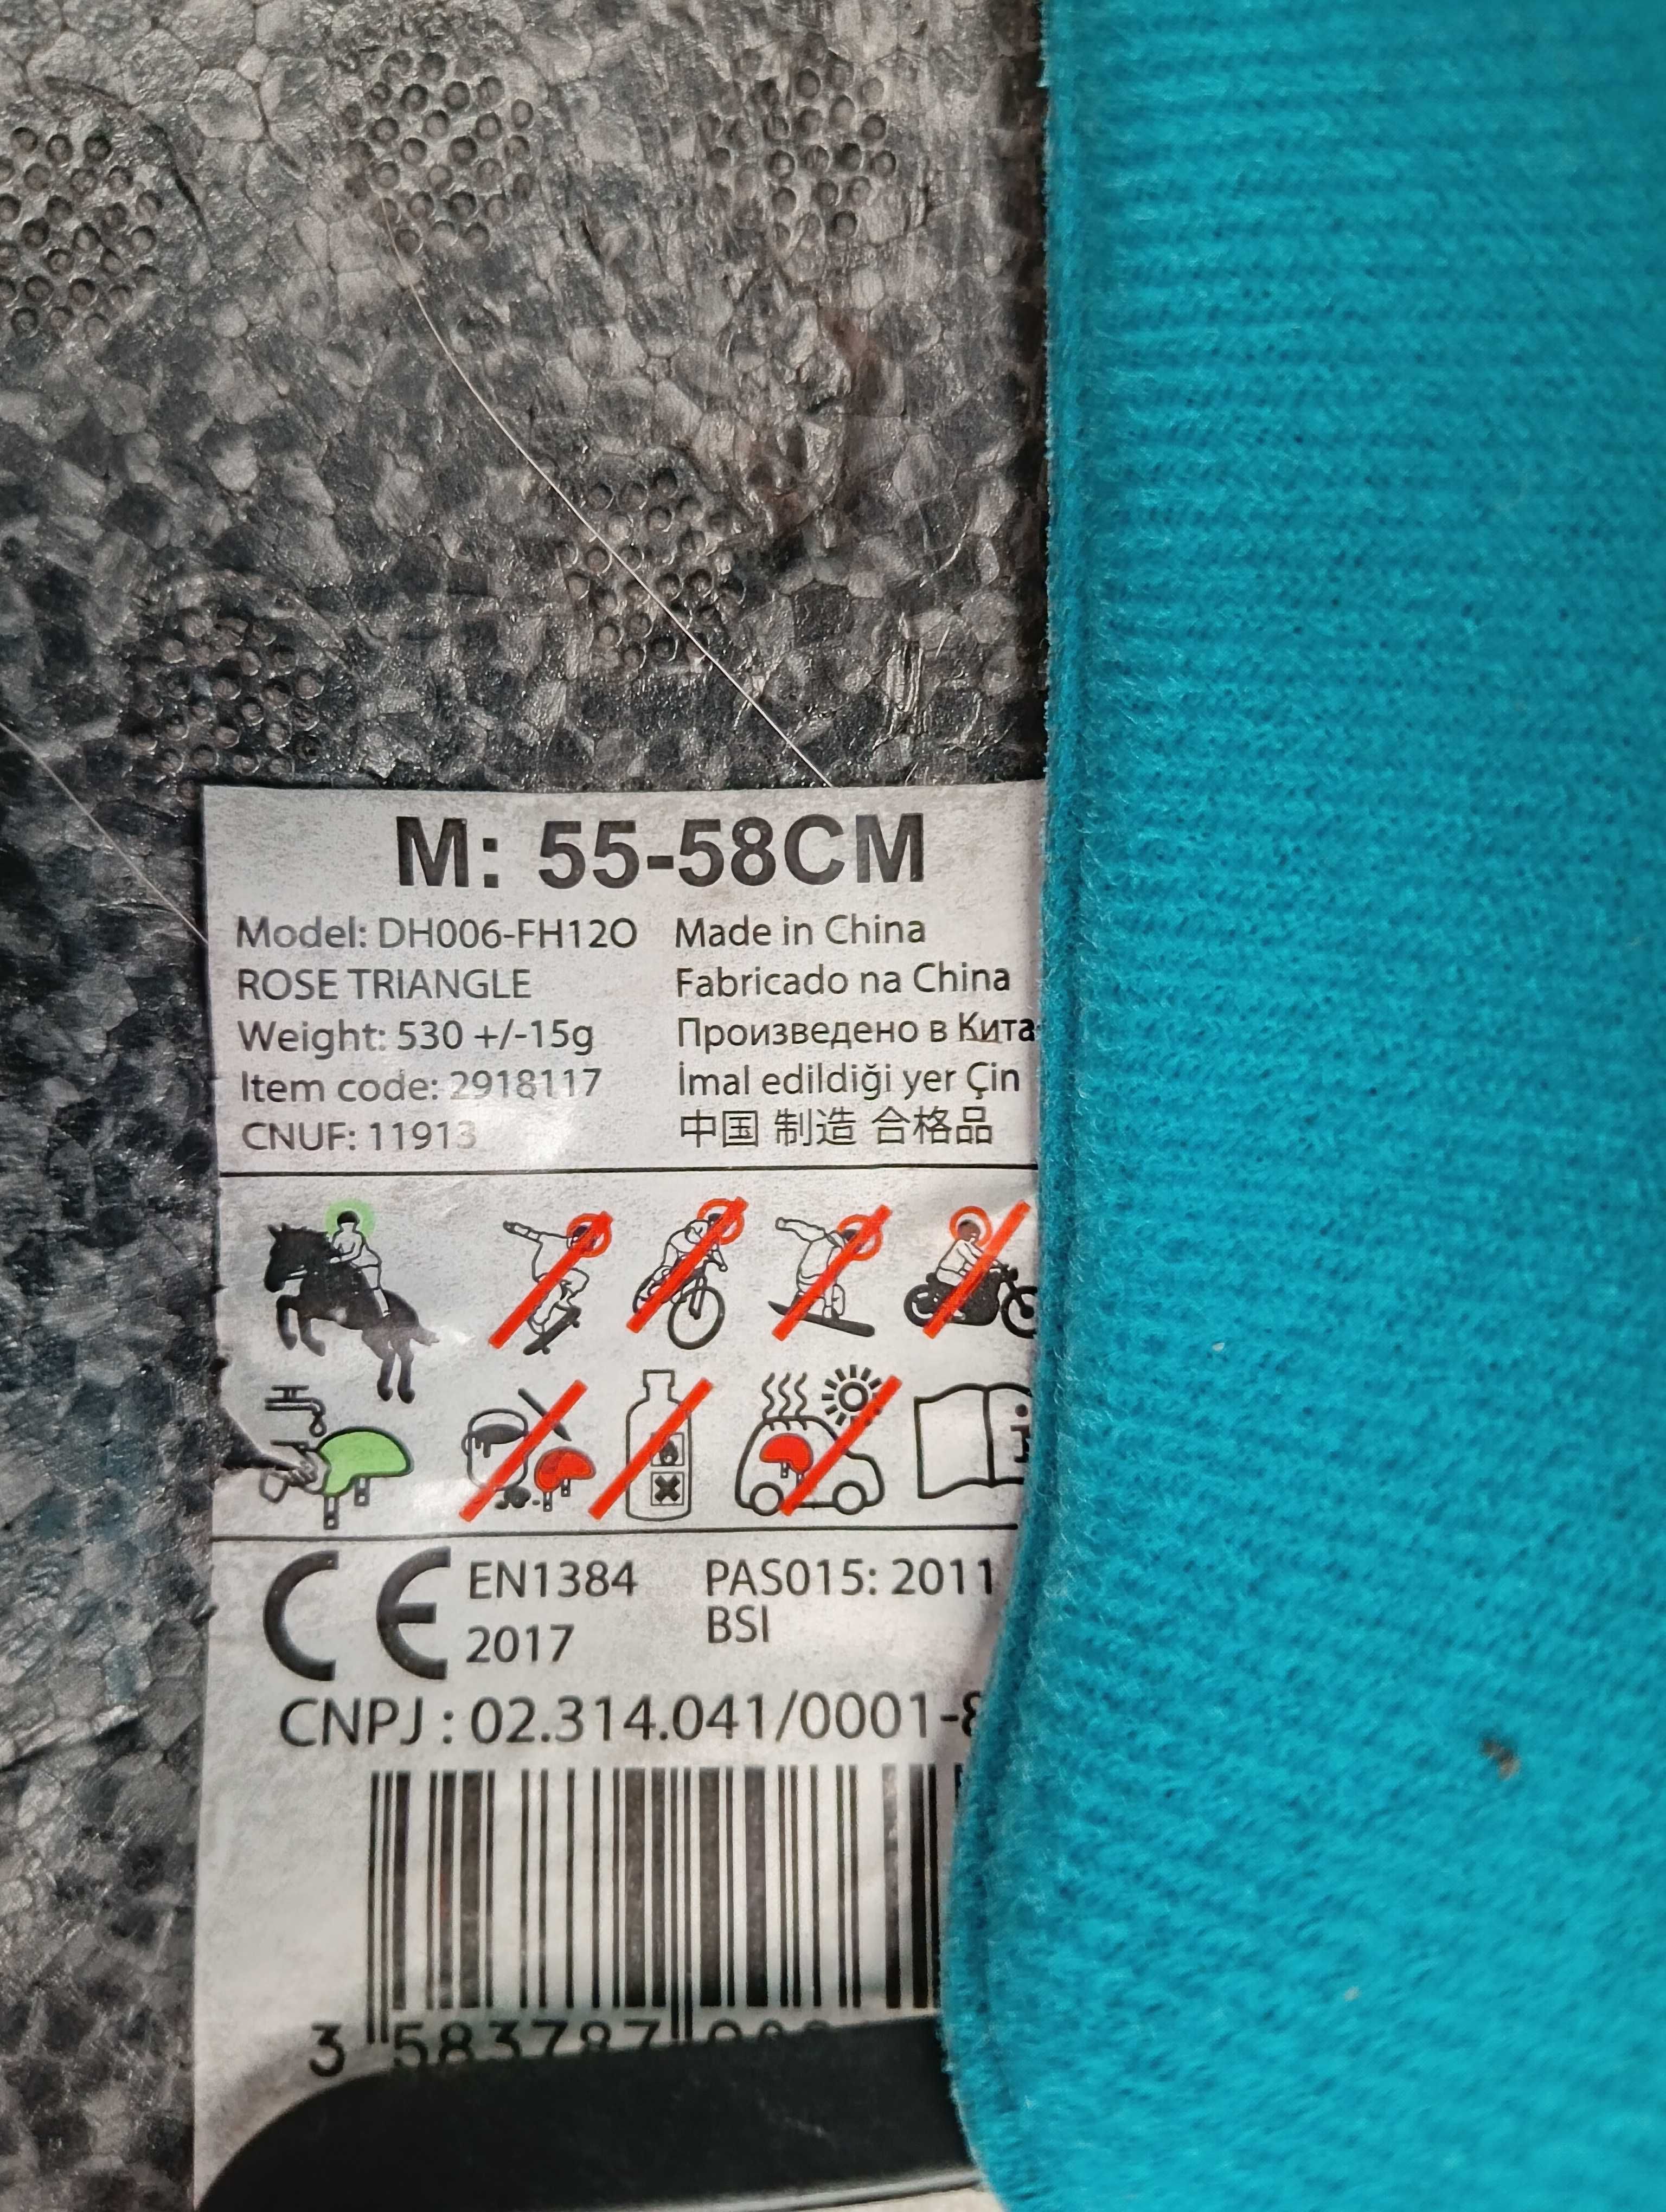 M: 55-58CM
Model: DH006-FH12O
ROSE TRIANGLE
Weight: 530 +/-15g
Item code: 2918117
CNUF: 11913
Made in China
Fabricado na China
Произведено в Кита
İmal edildiği yer Çin
中国 制造 合格品
CE
EN1384
2017
PAS015: 2011
BSI
CNPJ : 02.314.041/0001-
3 583787